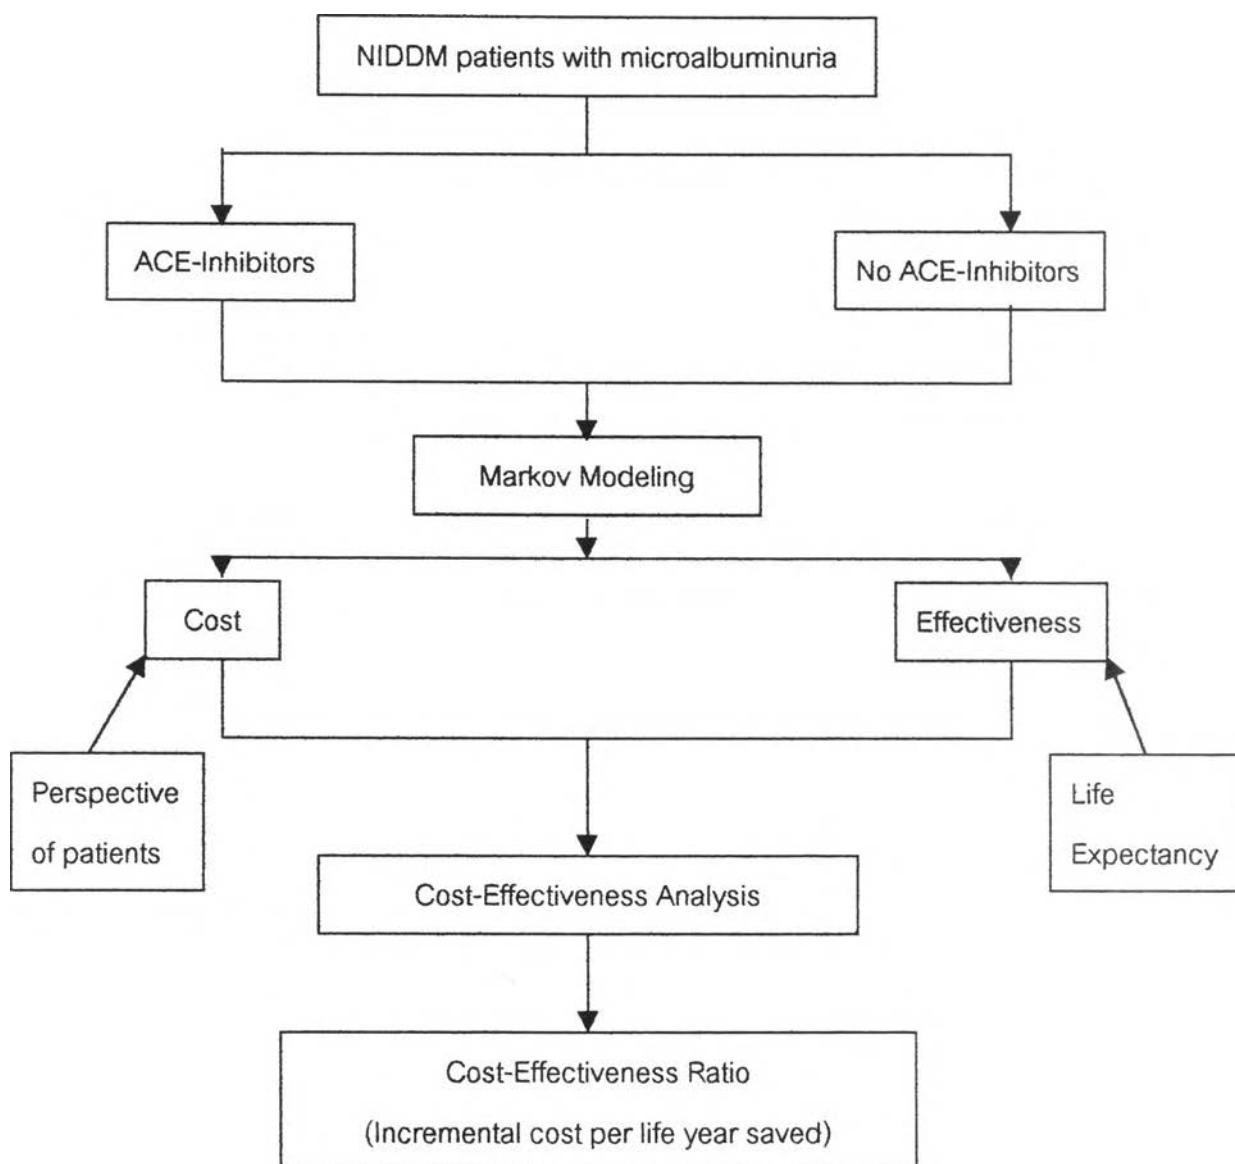 NIDDM patients with microalbuminuria
ACE-Inhibitors
No ACE-Inhibitors
Markov Modeling
Cost
Effectiveness
Perspective
of patients
Life
Expectancy
Cost-Effectiveness Analysis
Cost-Effectiveness Ratio
(Incremental cost per life year saved)